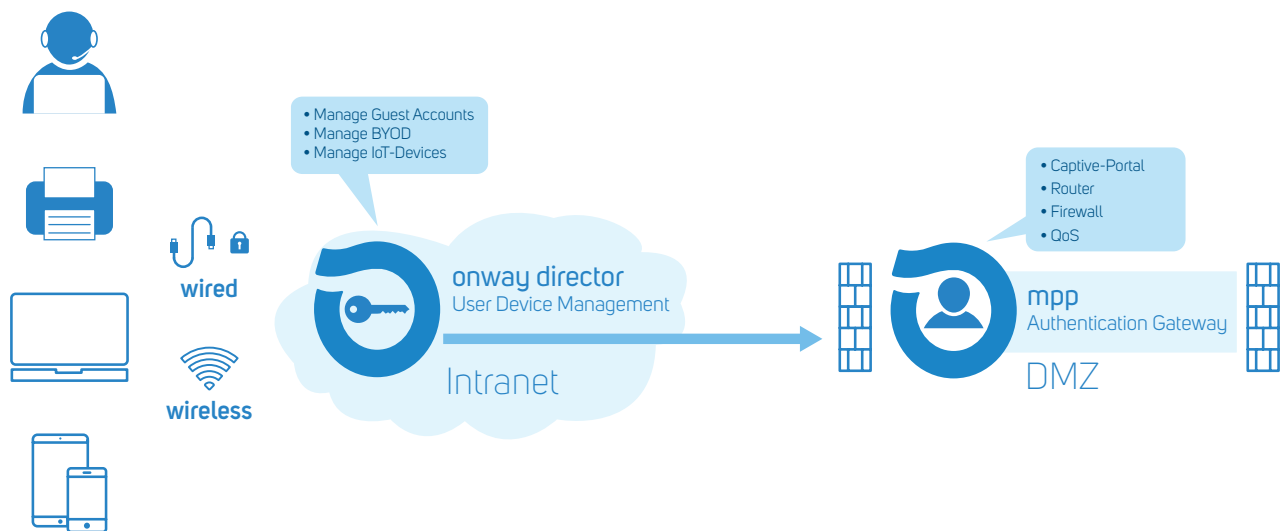 • Manage Guest Accounts
• Manage BYOD
• Manage IoT-Devices
• Captive-Portal
• Router
• Firewall
• QoS
wired
wireless
onway director
User Device Management
Intranet
mpp
Authentication Gateway
DMZ